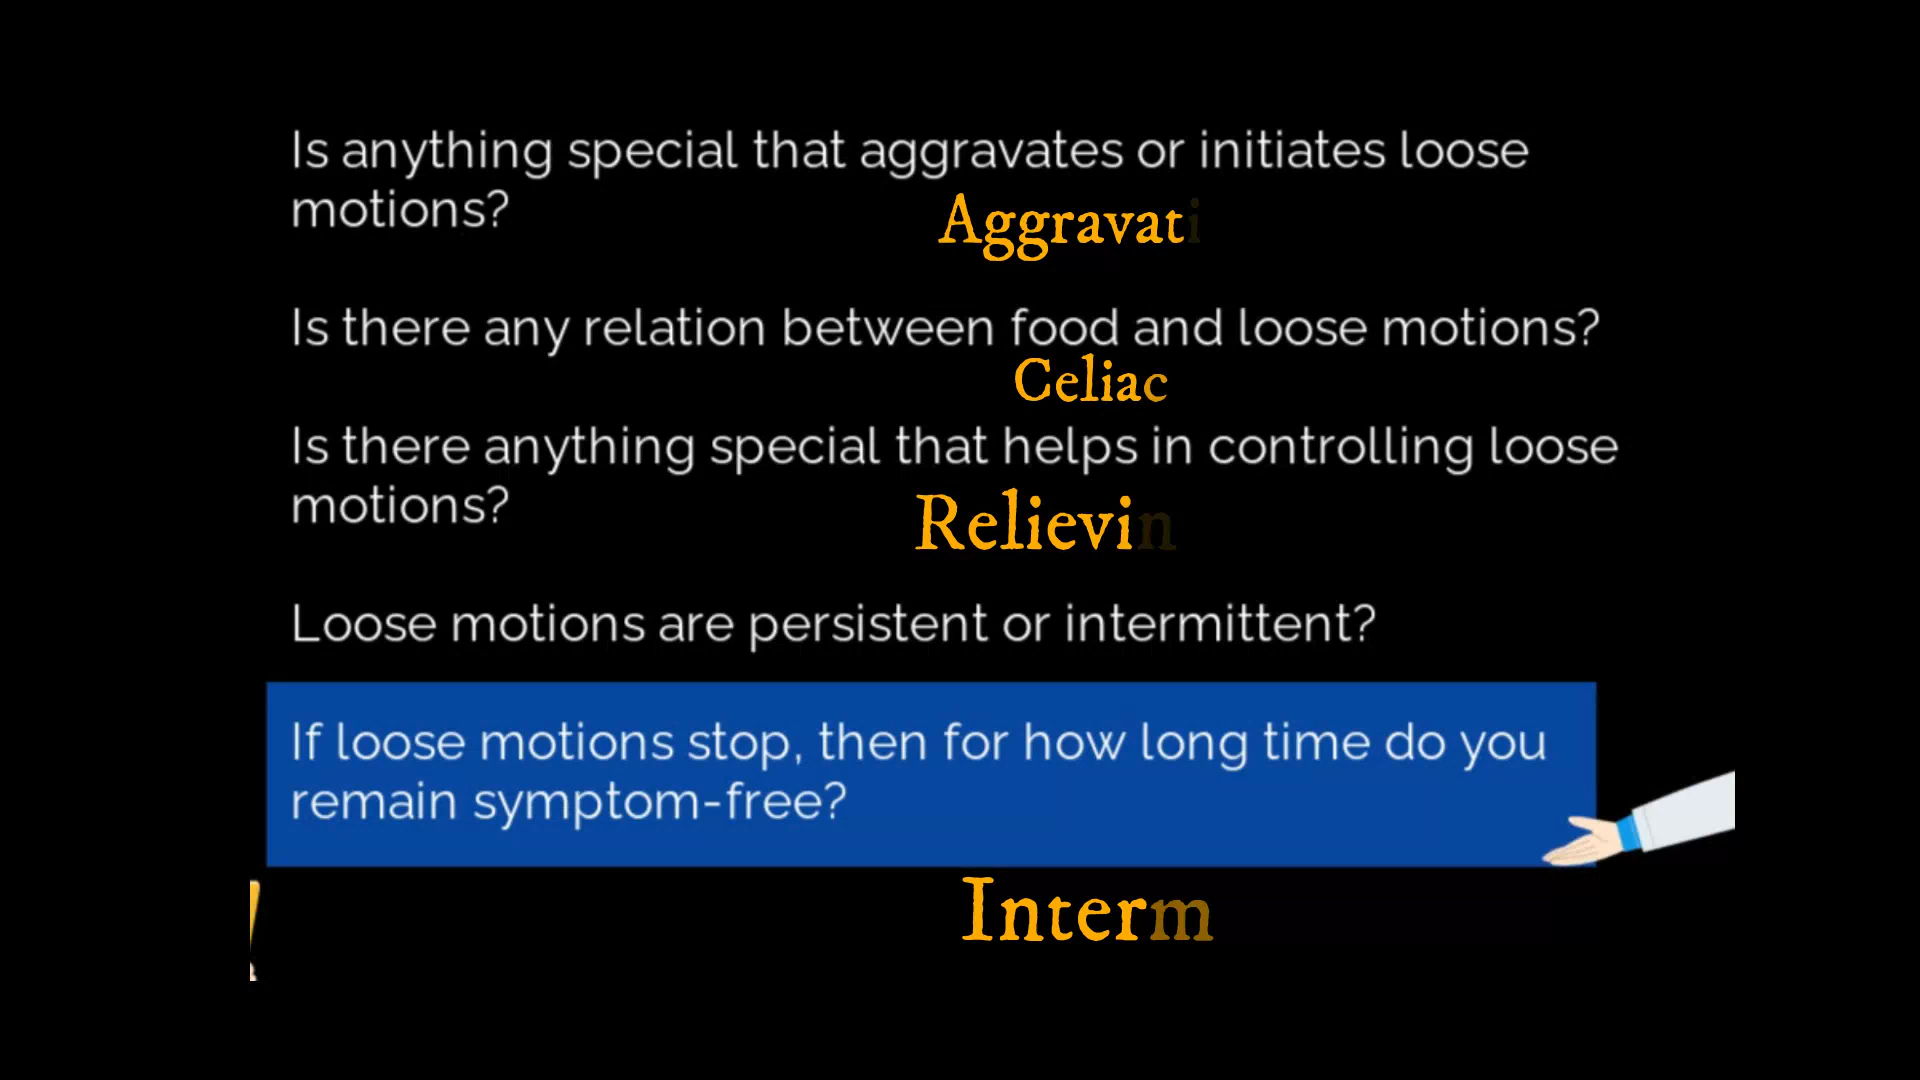 Is anything special that aggravates or initiates loose
motions?
Aggravati
Is there any relation between food and loose motions?
Celiac
Is there anything special that helps in controlling loose
motions?
Relievin
Loose motions are persistent or intermittent?
If loose motions stop, then for how long time do you
remain symptom-free?
Interm